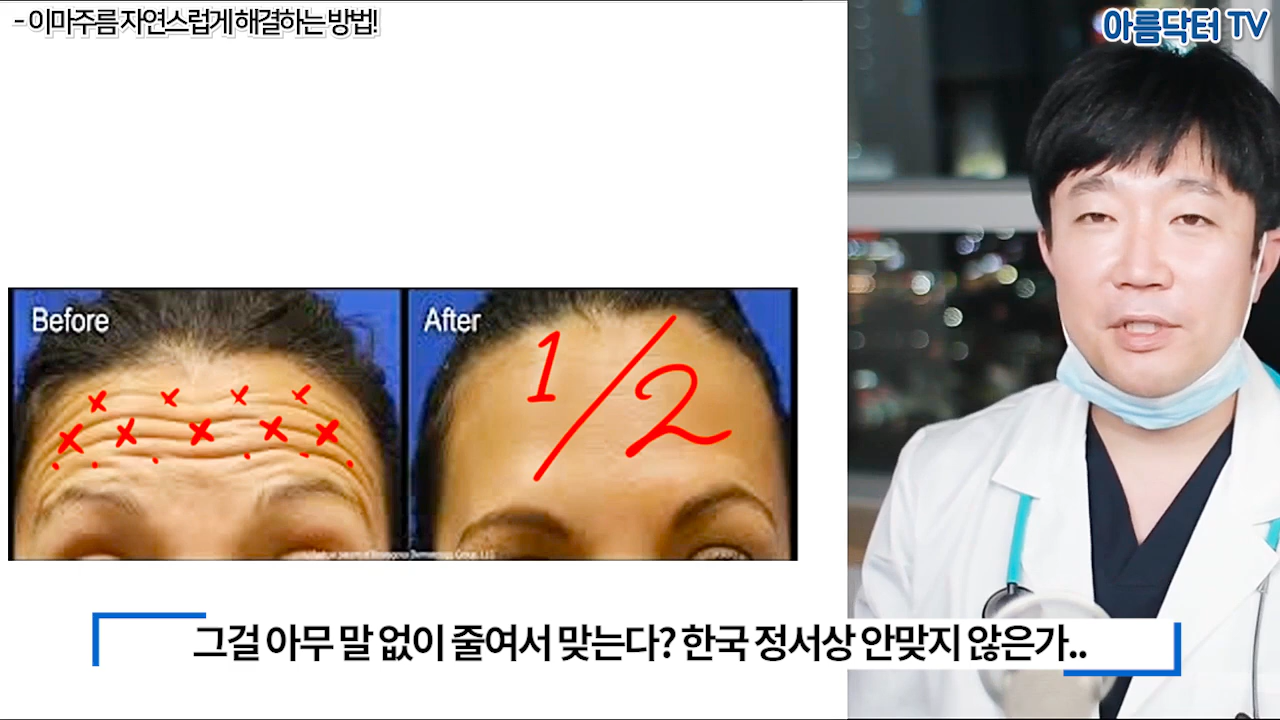 - 이마주름 자연스럽게 해결하는 방법!
아름닥터 TV
Before
After
1/2
그걸 아무 말 없이 줄여서 맞는다? 한국 정서상 안맞지 않은가..